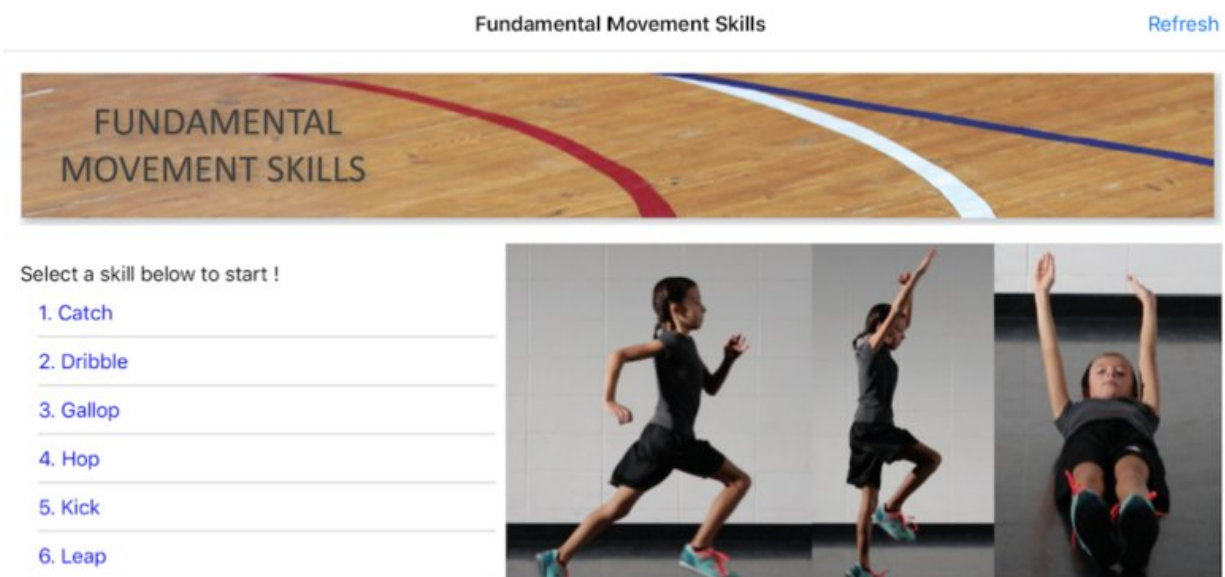 Fundamental Movement Skills
Refresh
FUNDAMENTAL
MOVEMENT SKILLS
Select a skill below to start !
1. Catch
2. Dribble
3. Gallop
4. Hop
5. Kick
6. Leap